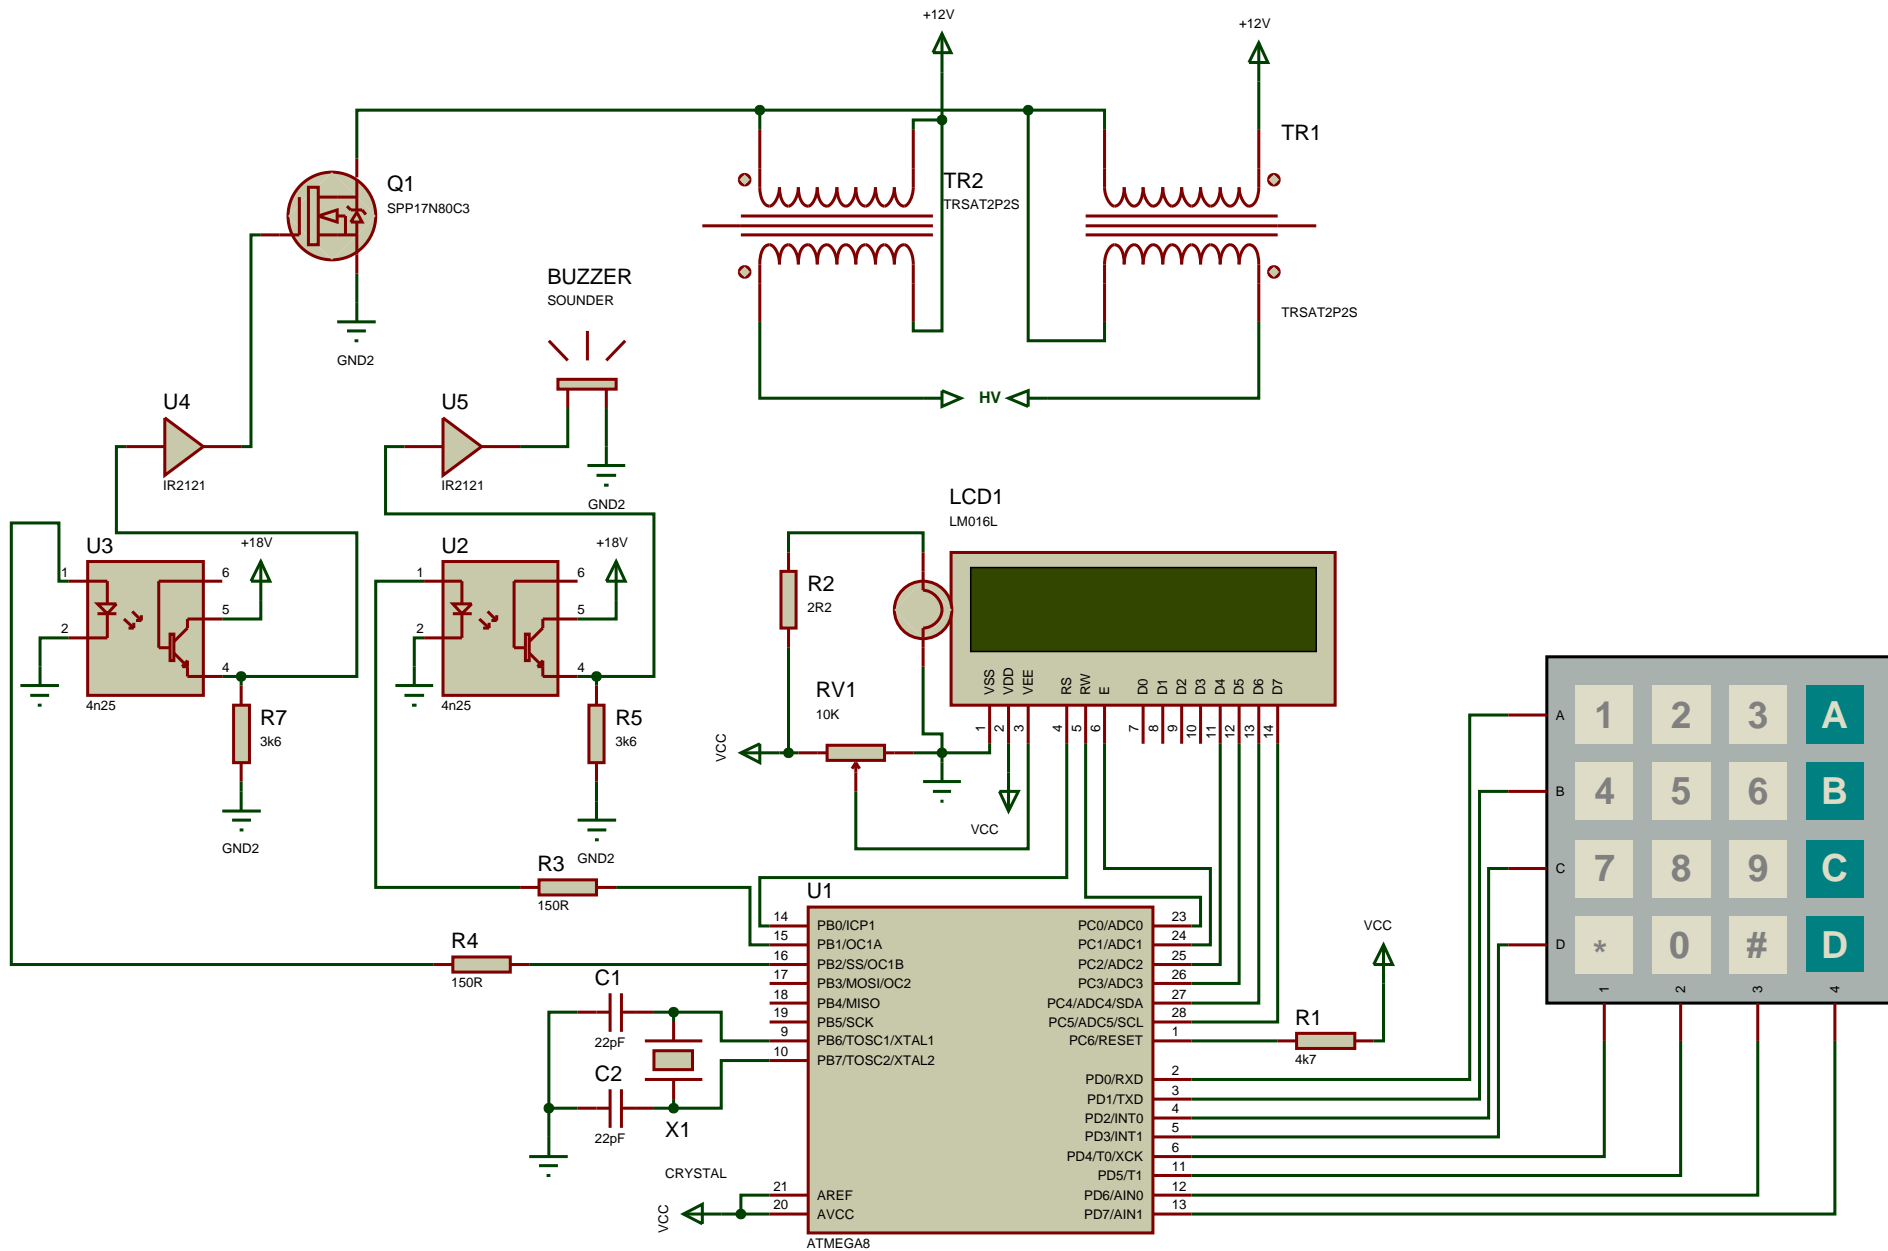 +12V
+12V
TR1
Q1
SPP17N80C3
TR2
TRSAT2P2S
BUZZER
SOUNDER
TRSAT2P2S
GND2
HV
U4
IR2121
U5
IR2121
GND2
LCD1
LM016L
U3
+18V
1
2
6
5
4
4n25
U2
+18V
1
2
6
5
4
4n25
R2
2R2
RV1
10K
VCC
VSS
VDD
VEE
RS
RW
E
D0
D1
D2
D3
D4
D5
D6
D7
1
2
3
4
5
6
7
8
9
10
11
12
13
14
VCC
R7
3k6
GND2
R5
3k6
GND2
R3
150R
R4
150R
C1
22pF
C2
22pF
X1
CRYSTAL
VCC
U1
14 PB0/ICP1
15 PB1/OC1A
16 PB2/SS/OC1B
17 PB3/MOSI/OC2
18 PB4/MISO
19 PB5/SCK
9 PB6/TOSC1/XTAL1
10 PB7/TOSC2/XTAL2
21 AREF
20 AVCC
PC0/ADC0 23
PC1/ADC1 24
PC2/ADC2 25
PC3/ADC3 26
PC4/ADC4/SDA 27
PC5/ADC5/SCL 28
PC6/RESET 1
PD0/RXD 2
PD1/TXD 3
PD2/INT0 4
PD3/INT1 5
PD4/T0/XCK 6
PD5/T1 11
PD6/AIN0 12
PD7/AIN1 13
ATMEGA8
R1
4k7
VCC
A 1 2 3 A
B 4 5 6 B
C 7 8 9 C
D * 0 # D
1 2 3 4